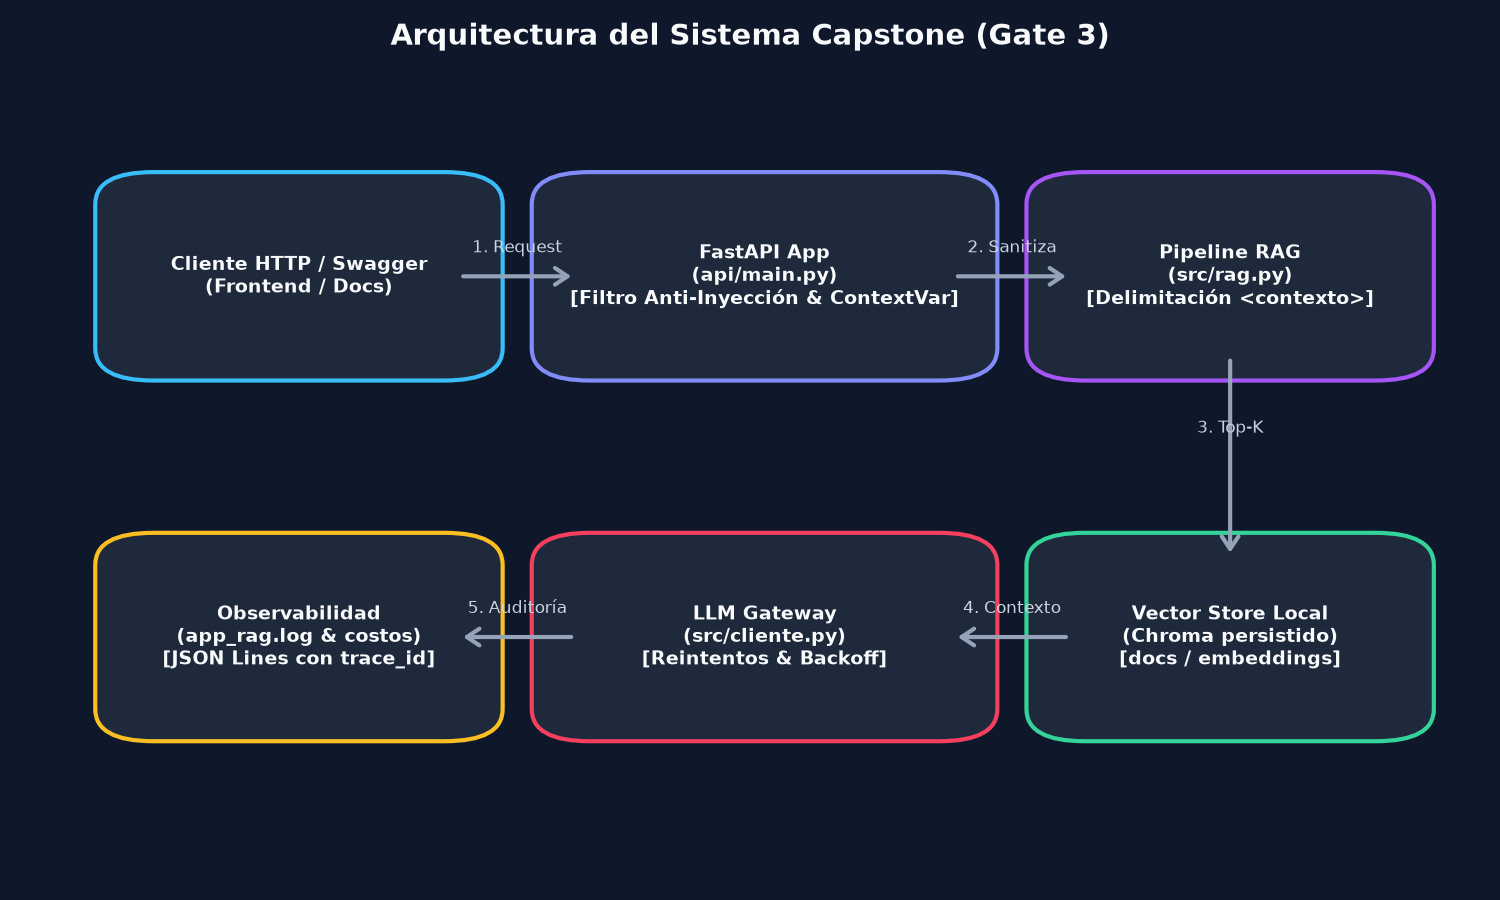 Arquitectura del Sistema Capstone (Gate 3)
Cliente HTTP / Swagger
(Frontend / Docs)
1. Request
FastAPI App
(api/main.py)
[Filtro Anti-Inyección & ContextVar]
2. Sanitiza
Pipeline RAG
(src/rag.py)
[Delimitación <contexto>]
3. Top-K
Vector Store Local
(Chroma persistido)
[docs / embeddings]
4. Contexto
LLM Gateway
(src/cliente.py)
[Reintentos & Backoff]
5. Auditoría
Observabilidad
(app_rag.log & costos)
[JSON Lines con trace_id]